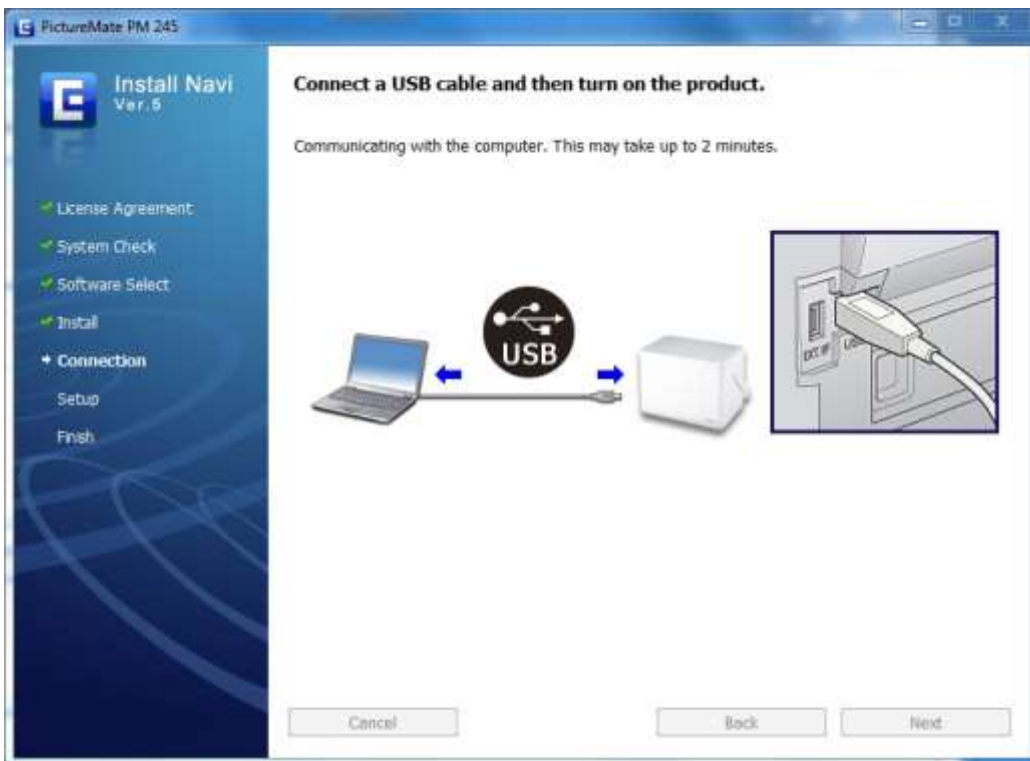 PictureMate PM 245
Install Navi
Ver.5
Connect a USB cable and then turn on the product.
Communicating with the computer. This may take up to 2 minutes.
License Agreement
System Check
Software Select
Install
Connection
Setup
Finish
USB
EXT. IF
Cancel
Back
Next